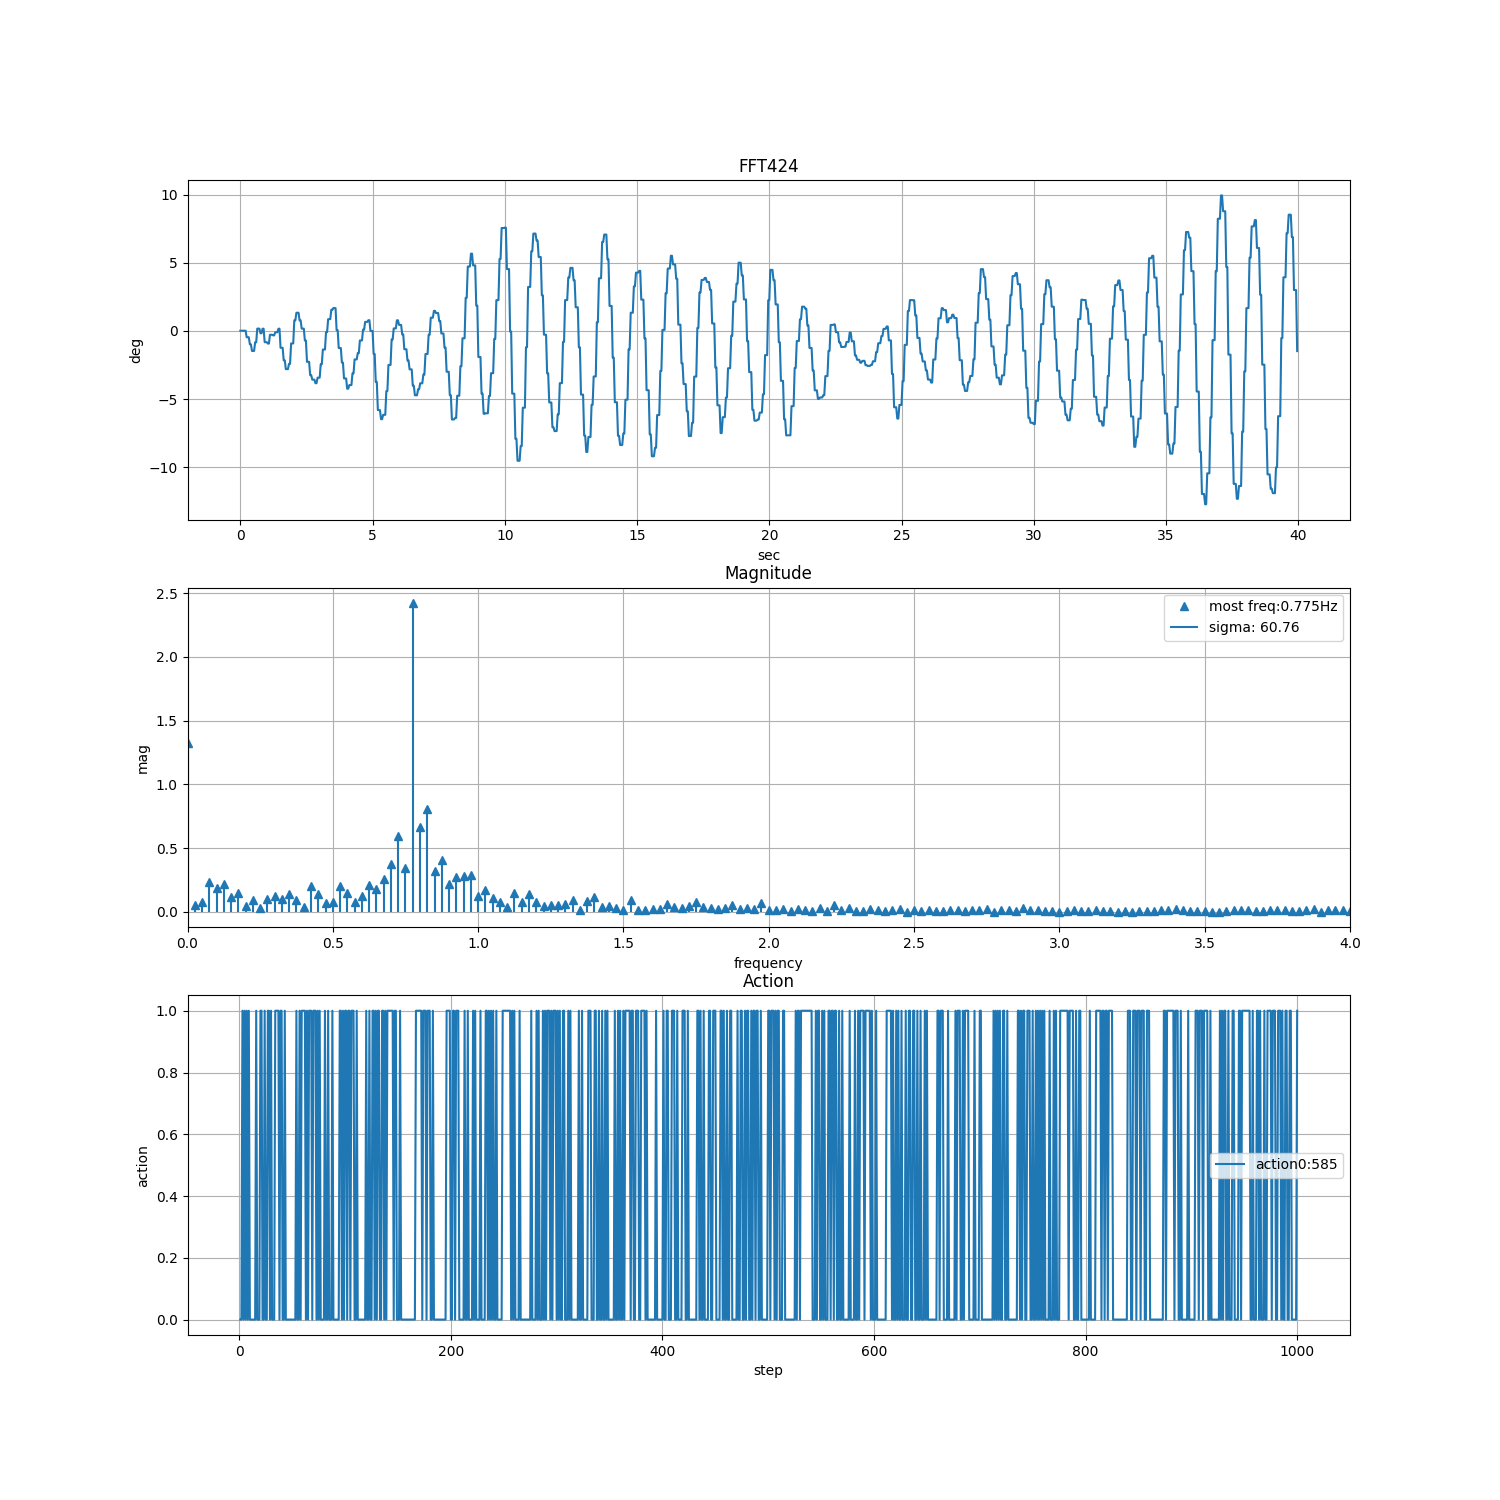 FFT424
10
5
0
−5
−10
deg
0 5 10 15 20 25 30 35 40
sec
Magnitude
2.5
2.0
1.5
1.0
0.5
0.0
mag
most freq:0.775Hz
sigma: 60.76
0.0 0.5 1.0 1.5 2.0 2.5 3.0 3.5 4.0
frequency
Action
1.0
0.8
0.6
0.4
0.2
0.0
action
action0:585
0 200 400 600 800 1000
step